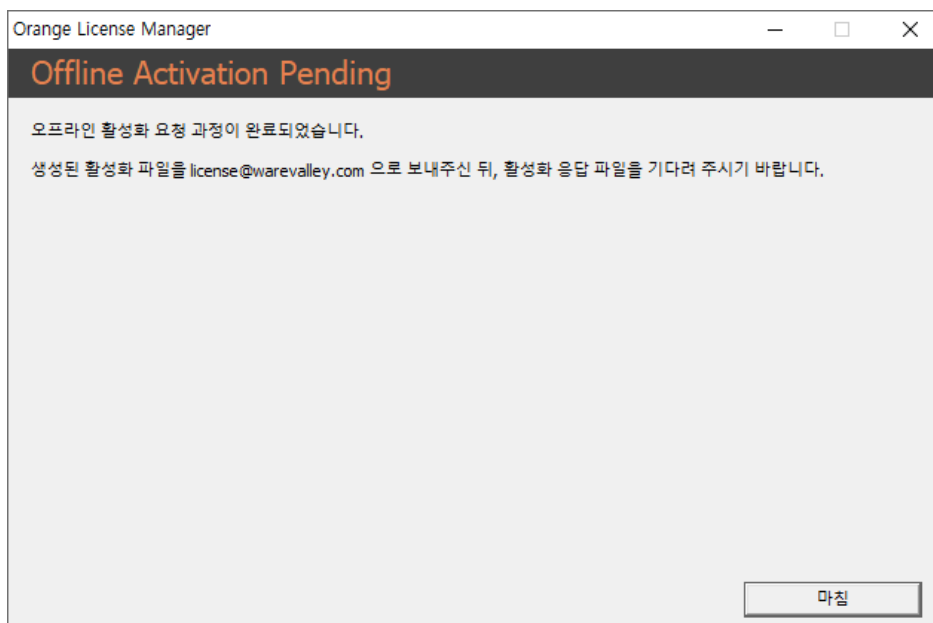 Orange License Manager
Offline Activation Pending
오프라인 활성화 요청 과정이 완료되었습니다.
생성된 활성화 파일을 license@warevalley.com 으로 보내주신 뒤, 활성화 응답 파일을 기다려 주시기 바랍니다.
마침